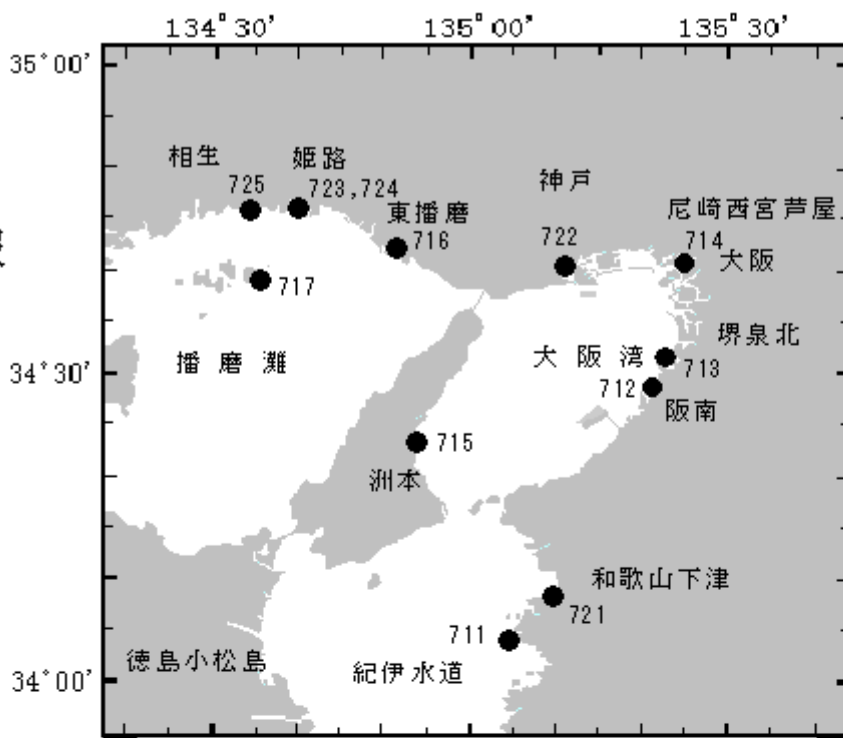 134°30' 135°00' 135°30'
35°00'
相生 姫路 神戸
725 723,724
東播磨 尼崎西宮芦屋
716 722 714
大阪
717
堺泉北
播磨灘 大阪湾 713
34°30'
712 阪南
715
洲本
和歌山下津
721
711
徳島小松島 紀伊水道
34°00'